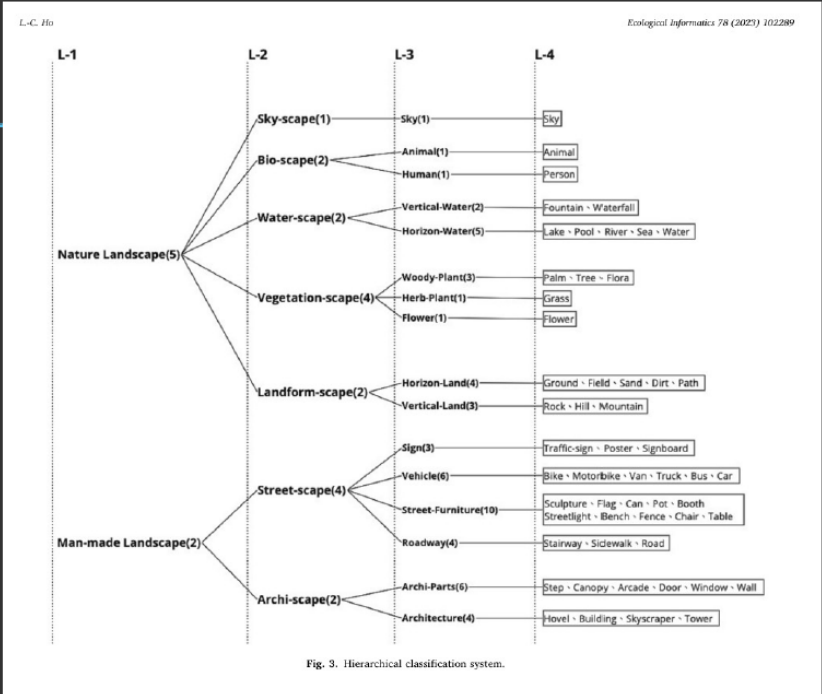 L.-C. Ho
Ecological Informatics 78 (2023) 102289
L-1 L-2 L-3 L-4
Sky-scape(1) Sky(1) Sky
Bio-scape(2) Animal(1) Animal
Human(1) Person
Water-scape(2) Vertical-Water(2) Fountain、Waterfall
Horizon-Water(5) Lake、Pool、River、Sea、Water
Nature Landscape(5)
Woody-Plant(3) Palm、Tree、Flora
Vegetation-scape(4) Herb-Plant(1) Grass
Flower(1) Flower
Landform-scape(2) Horizon-Land(4) Ground、Field、Sand、Dirt、Path
Vertical-Land(3) Rock、Hill、Mountain
Sign(3) Traffic-sign、Poster、Signboard
Vehicle(6) Bike、Motorbike、Van、Truck、Bus、Car
Street-scape(4)
Street-Furniture(10) Sculpture、Flag、Can、Pot、Booth
Streetlight、Bench、Fence、Chair、Table
Man-made Landscape(2) Roadway(4) Stairway、Sidewalk、Road
Archi-scape(2) Archi-Parts(6) Step、Canopy、Arcade、Door、Window、Wall
Architecture(4) Hovel、Building、Skyscraper、Tower
Fig. 3. Hierarchical classification system.